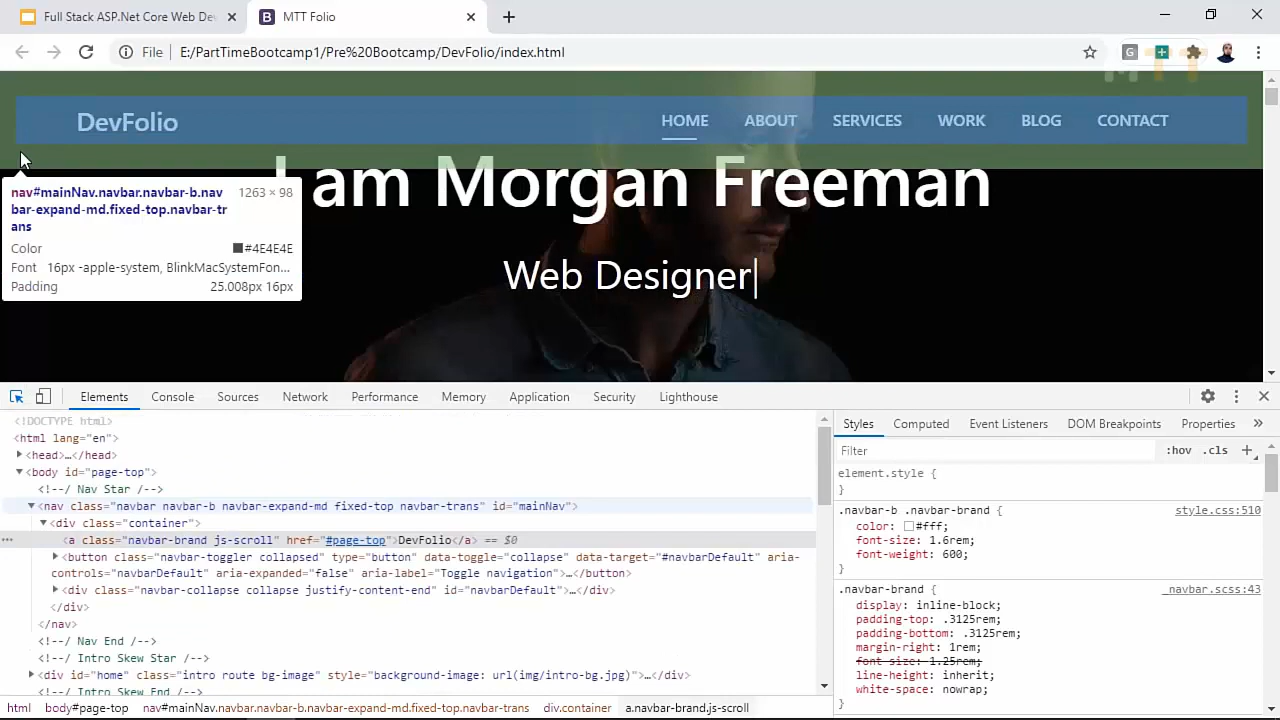 Full Stack ASP.Net Core Web Dev
MTT Folio
File
E:/PartTimeBootcamp1/Pre%20Bootcamp/DevFolio/index.html
MTT
DevFolio
HOME
ABOUT
SERVICES
WORK
BLOG
CONTACT
I am Morgan Freeman
Web Designer|
nav#mainNav.navbar.navbar-b.nav
bar-expand-md.fixed-top.navbar-tr
ans
1263 × 98
Color
#4E4E4E
Font
16px -apple-system, BlinkMacSystemFon...
Padding
25.008px 16px
Elements
Console
Sources
Network
Performance
Memory
Application
Security
Lighthouse
<!DOCTYPE html>
<html lang="en">
<head>…</head>
<body id="page-top">
<!--/ Nav Star /-->
<nav class="navbar navbar-b navbar-expand-md fixed-top navbar-trans" id="mainNav">
<div class="container">
<a class="navbar-brand js-scroll" href="#page-top">DevFolio</a> == $0
<button class="navbar-toggler collapsed" type="button" data-toggle="collapse" data-target="#navbarDefault" aria-
controls="navbarDefault" aria-expanded="false" aria-label="Toggle navigation">…</button>
<div class="navbar-collapse collapse justify-content-end" id="navbarDefault">…</div>
</div>
</nav>
<!--/ Nav End /-->
<!--/ Intro Skew Star /-->
<div id="home" class="intro route bg-image" style="background-image: url(img/intro-bg.jpg)">…</div>
<!--/ Intro Skew End /-->
html
body#page-top
nav#mainNav.navbar.navbar-b.navbar-expand-md.fixed-top.navbar-trans
div.container
a.navbar-brand.js-scroll
Styles
Computed
Event Listeners
DOM Breakpoints
Properties
»
Filter
:hov
.cls
+
element.style {
}
.navbar-b .navbar-brand {
style.css:510
color: #fff;
font-size: 1.6rem;
font-weight: 600;
}
.navbar-brand {
_navbar.scss:43
display: inline-block;
padding-top: .3125rem;
padding-bottom: .3125rem;
margin-right: 1rem;
font-size: 1.25rem;
line-height: inherit;
white-space: nowrap;
}